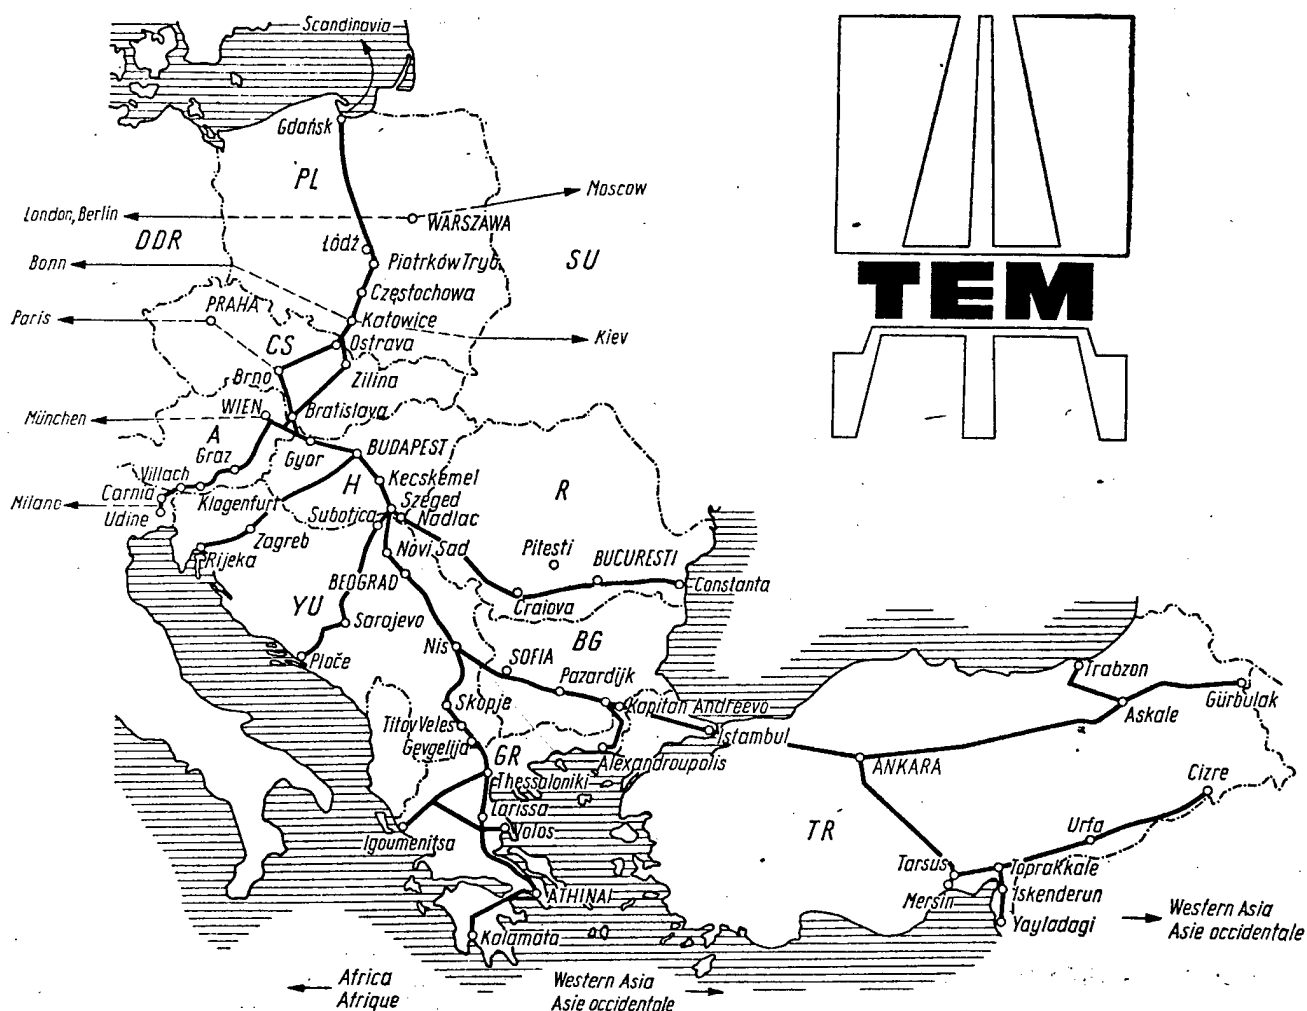 Scandinavia
TEM
Gdańsk
PL
Moscow
London, Berlin
WARSZAWA
DDR
Łódź
SU
Bonn
Piotrków Tryb.
Częstochowa
PRAHA
Paris
Katowice
Kiev
CS
Ostrava
Brno
Zilina
WIEN
Bratislava
München
A
Graz
Gyor
BUDAPEST
Villach
H
Kecskemel
R
Carnia
Klagenfurt
Szeged
Milano
Udine
Subotica
Nadlac
Zagreb
Novi Sad
Pitesti
BUCURESTI
Rijeka
BEOGRAD
Constanta
Craiova
YU
Sarajevo
BG
Nis
SOFIA
Ploče
Pazardijk
Trabzon
Gürbulak
Skopje
Kapitan Andreevo
Askale
Titov Veles
Istambul
Gevgelija
GR
Alexandroupolis
ANKARA
Thessaloniki
Cizre
Larissa
TR
Urfa
Igoumenitsa
Volos
Tarsus
Toprakkale
ATHINAI
Mersin
Iskenderun
Yayladagi
Western Asia
Asie occidentale
Kalamata
Africa
Afrique
Western Asia
Asie occidentale